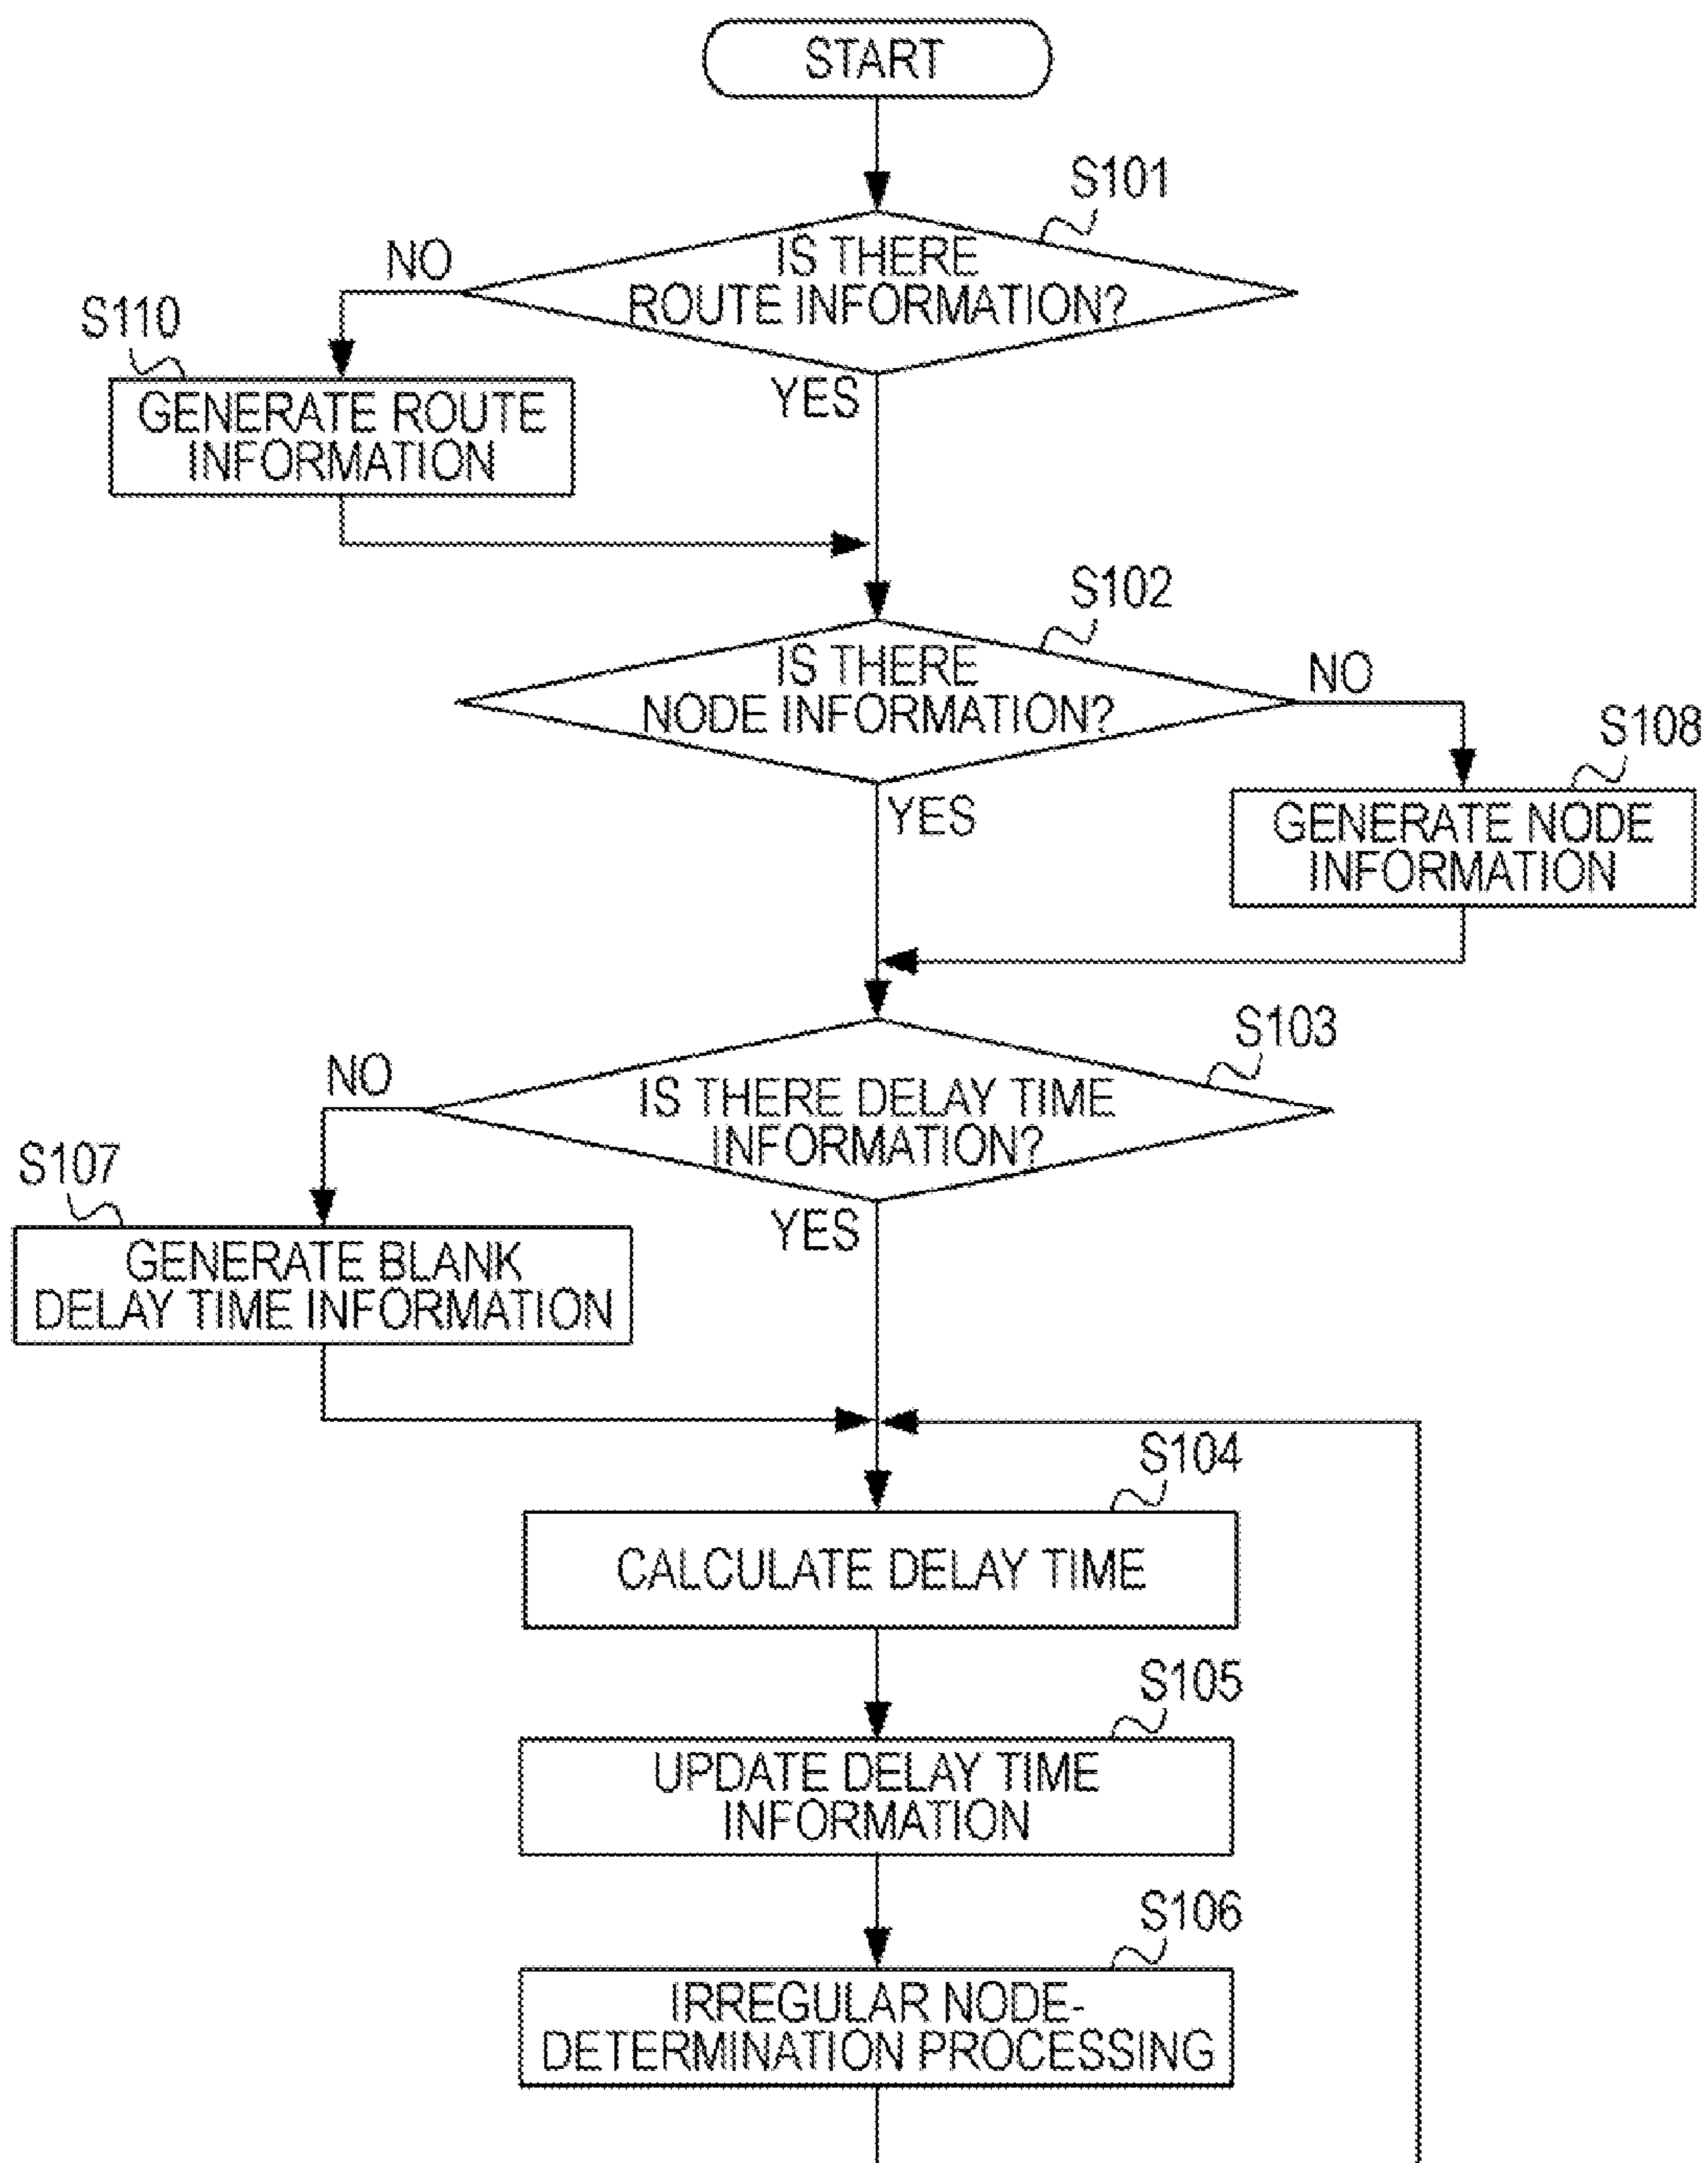 START
S101
IS THERE
ROUTE INFORMATION?
NO
S110
GENERATE ROUTE
INFORMATION
YES
S102
IS THERE
NODE INFORMATION?
NO
S108
GENERATE NODE
INFORMATION
YES
S103
IS THERE DELAY TIME
INFORMATION?
NO
S107
GENERATE BLANK
DELAY TIME INFORMATION
YES
S104
CALCULATE DELAY TIME
S105
UPDATE DELAY TIME
INFORMATION
S106
IRREGULAR NODE-
DETERMINATION PROCESSING